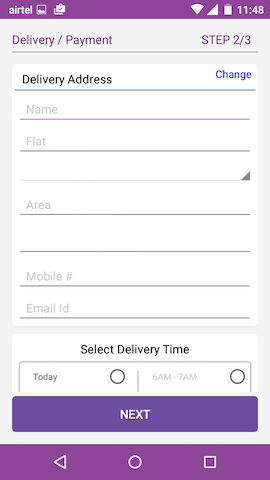 airtel 11:48
Delivery / Payment STEP 2/3
Delivery Address Change
Name
Flat
Area
Mobile #
Email Id
Select Delivery Time
Today 6AM - 7AM
NEXT